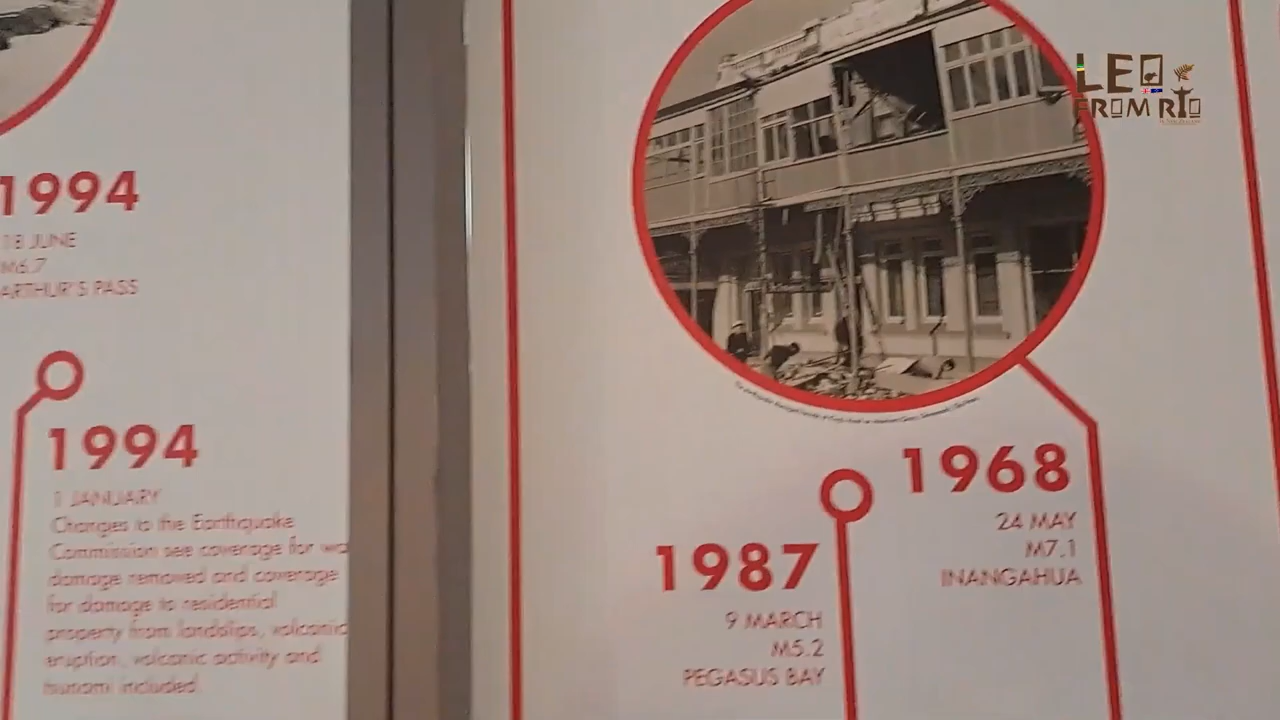 1994
18 JUNE
M6.7
ARTHUR'S PASS
1994
1 JANUARY
Changes to the Earthquake
Commission see coverage for
damage removed and coverage
for damage to residential
property from landslips, volcanic
eruption, volcanic activity and
tsunami included.
1968
24 MAY
M7.1
INANGAHUA
1987
9 MARCH
M5.2
PEGASUS BAY
LEO
FROM RIO